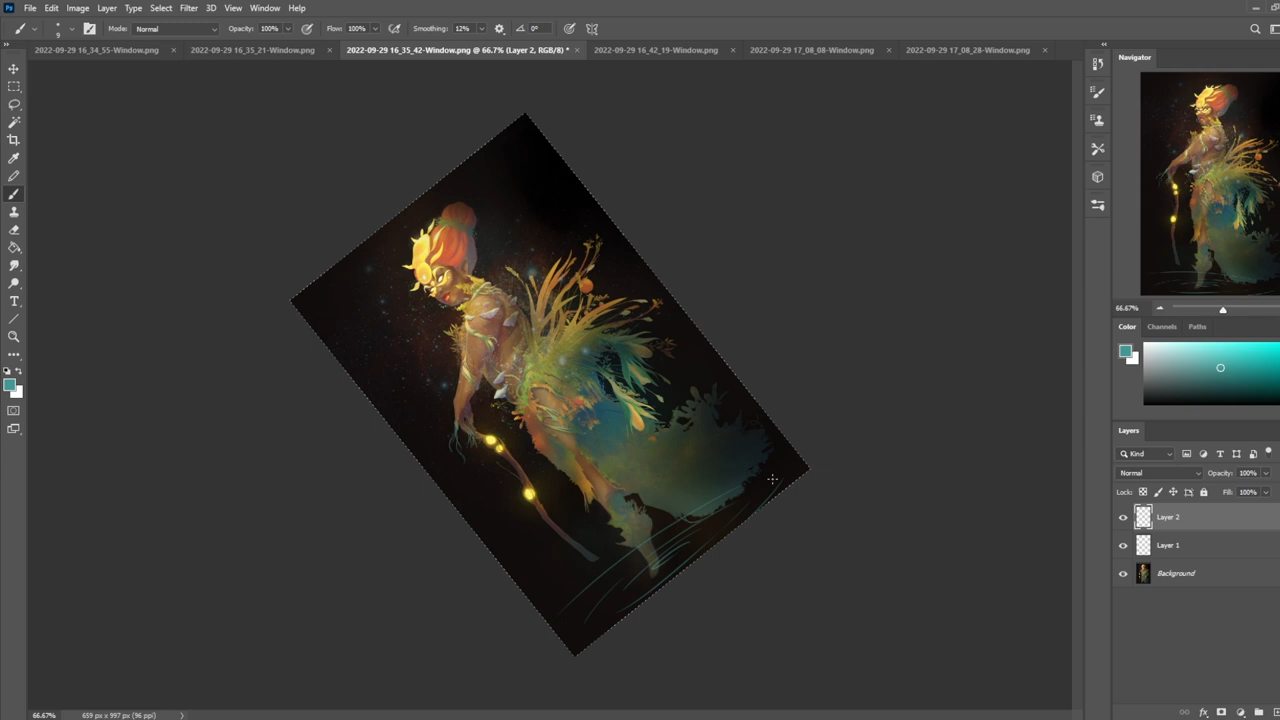 Ps File Edit Image Layer Type Select Filter 3D View Window Help
9 Mode: Normal Opacity: 100% Flow: 100% Smoothing: 12% 0°
2022-09-29 16_34_55-Window.png × 2022-09-29 16_35_21-Window.png × 2022-09-29 16_35_42-Window.png @ 66.7% (Layer 2, RGB/8) * × 2022-09-29 16_42_19-Window.png × 2022-09-29 17_08_08-Window.png × 2022-09-29 17_08_28-Window.png ×
Navigator
66.67%
Color Channels Paths
Layers
Kind
Normal Opacity: 100%
Lock: Fill: 100%
Layer 2
Layer 1
Background
fx
66.67% 659 px x 997 px (96 ppi)